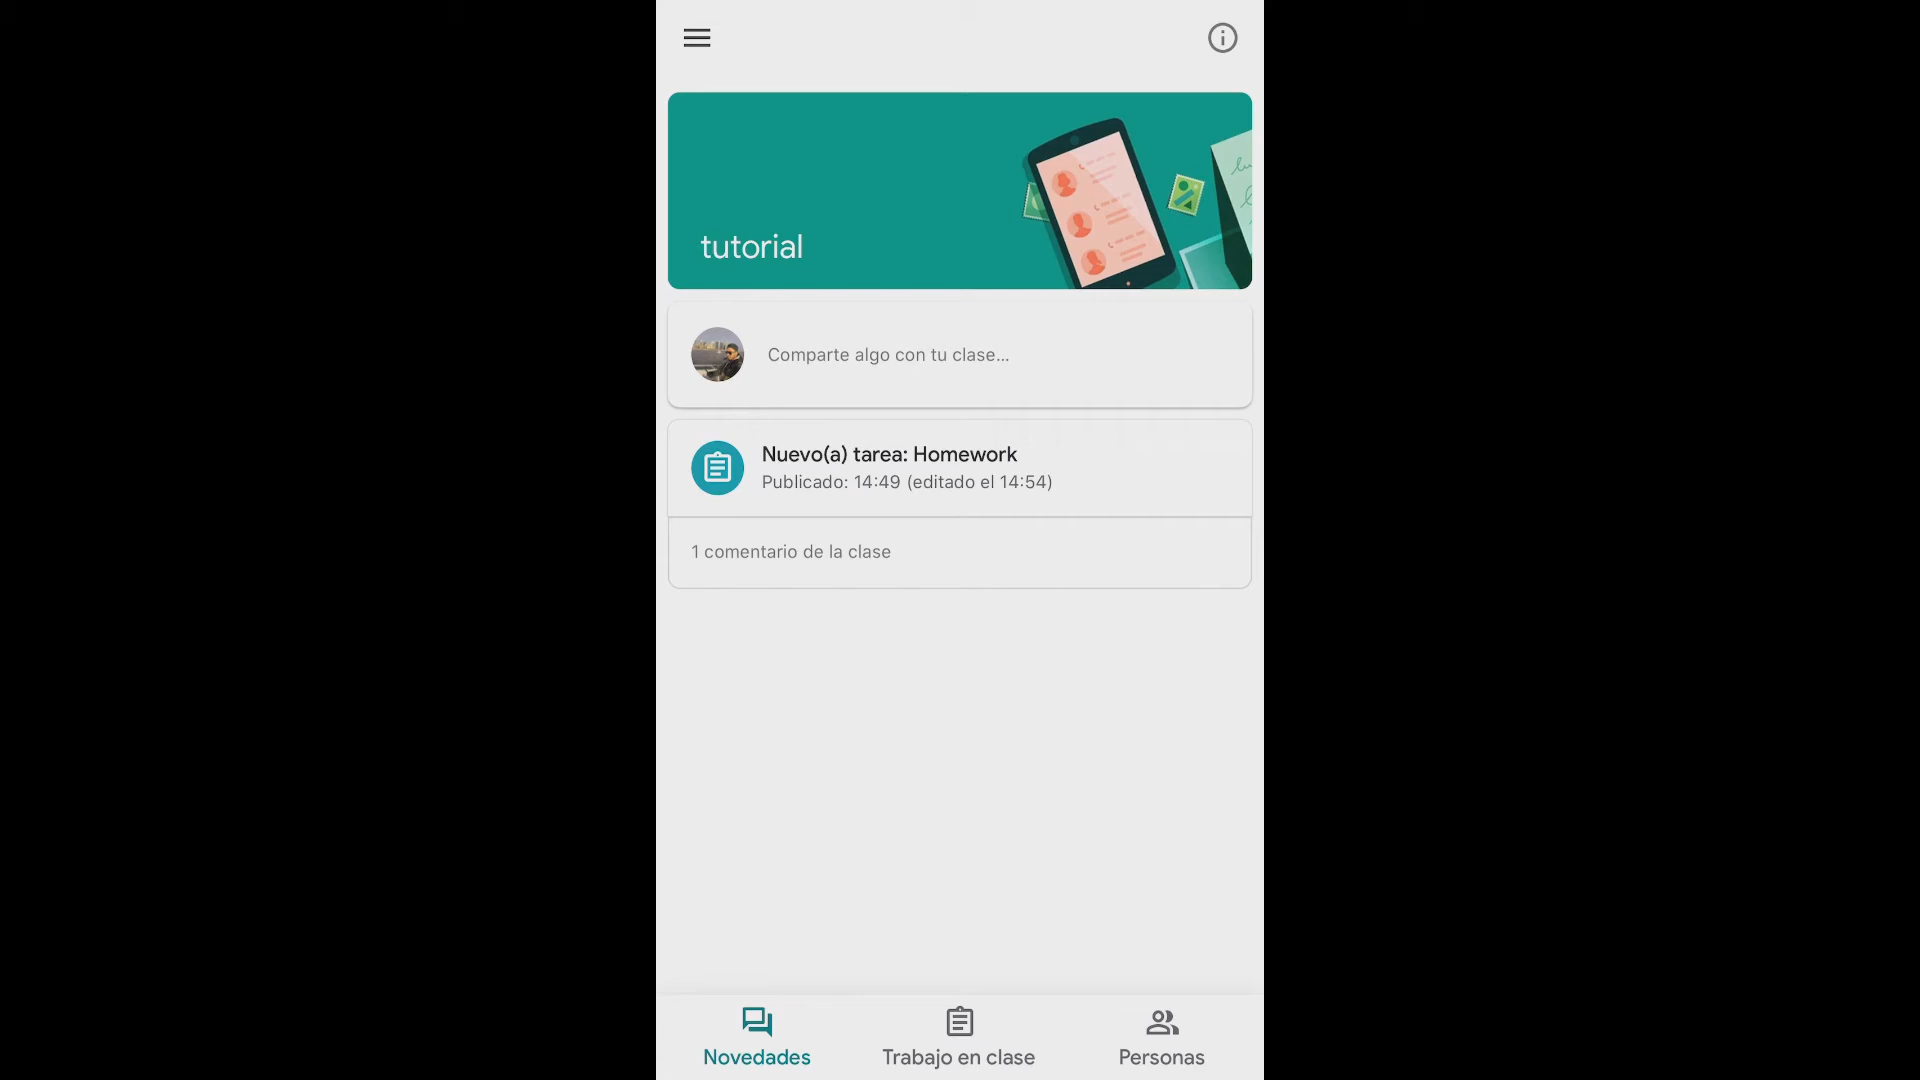 tutorial
Comparte algo con tu clase...
Nuevo(a) tarea: Homework
Publicado: 14:49 (editado el 14:54)
1 comentario de la clase
Novedades
Trabajo en clase
Personas